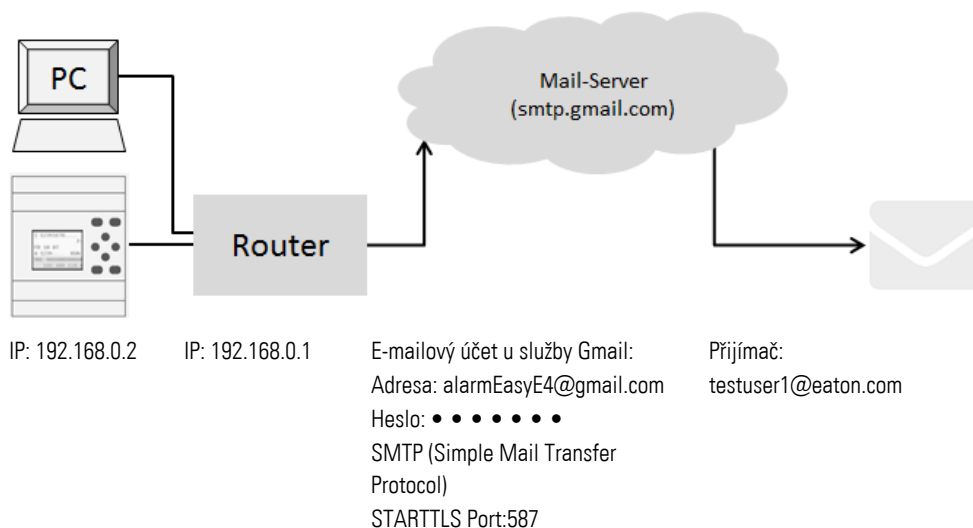 PC
Mail-Server
(smtp.gmail.com)
Router
IP: 192.168.0.2
IP: 192.168.0.1
E-mailový účet u služby Gmail:
Adresa: alarmEasyE4@gmail.com
Heslo: • • • • • • •
SMTP (Simple Mail Transfer
Protocol)
STARTTLS Port:587
Přijímač:
testuser1@eaton.com